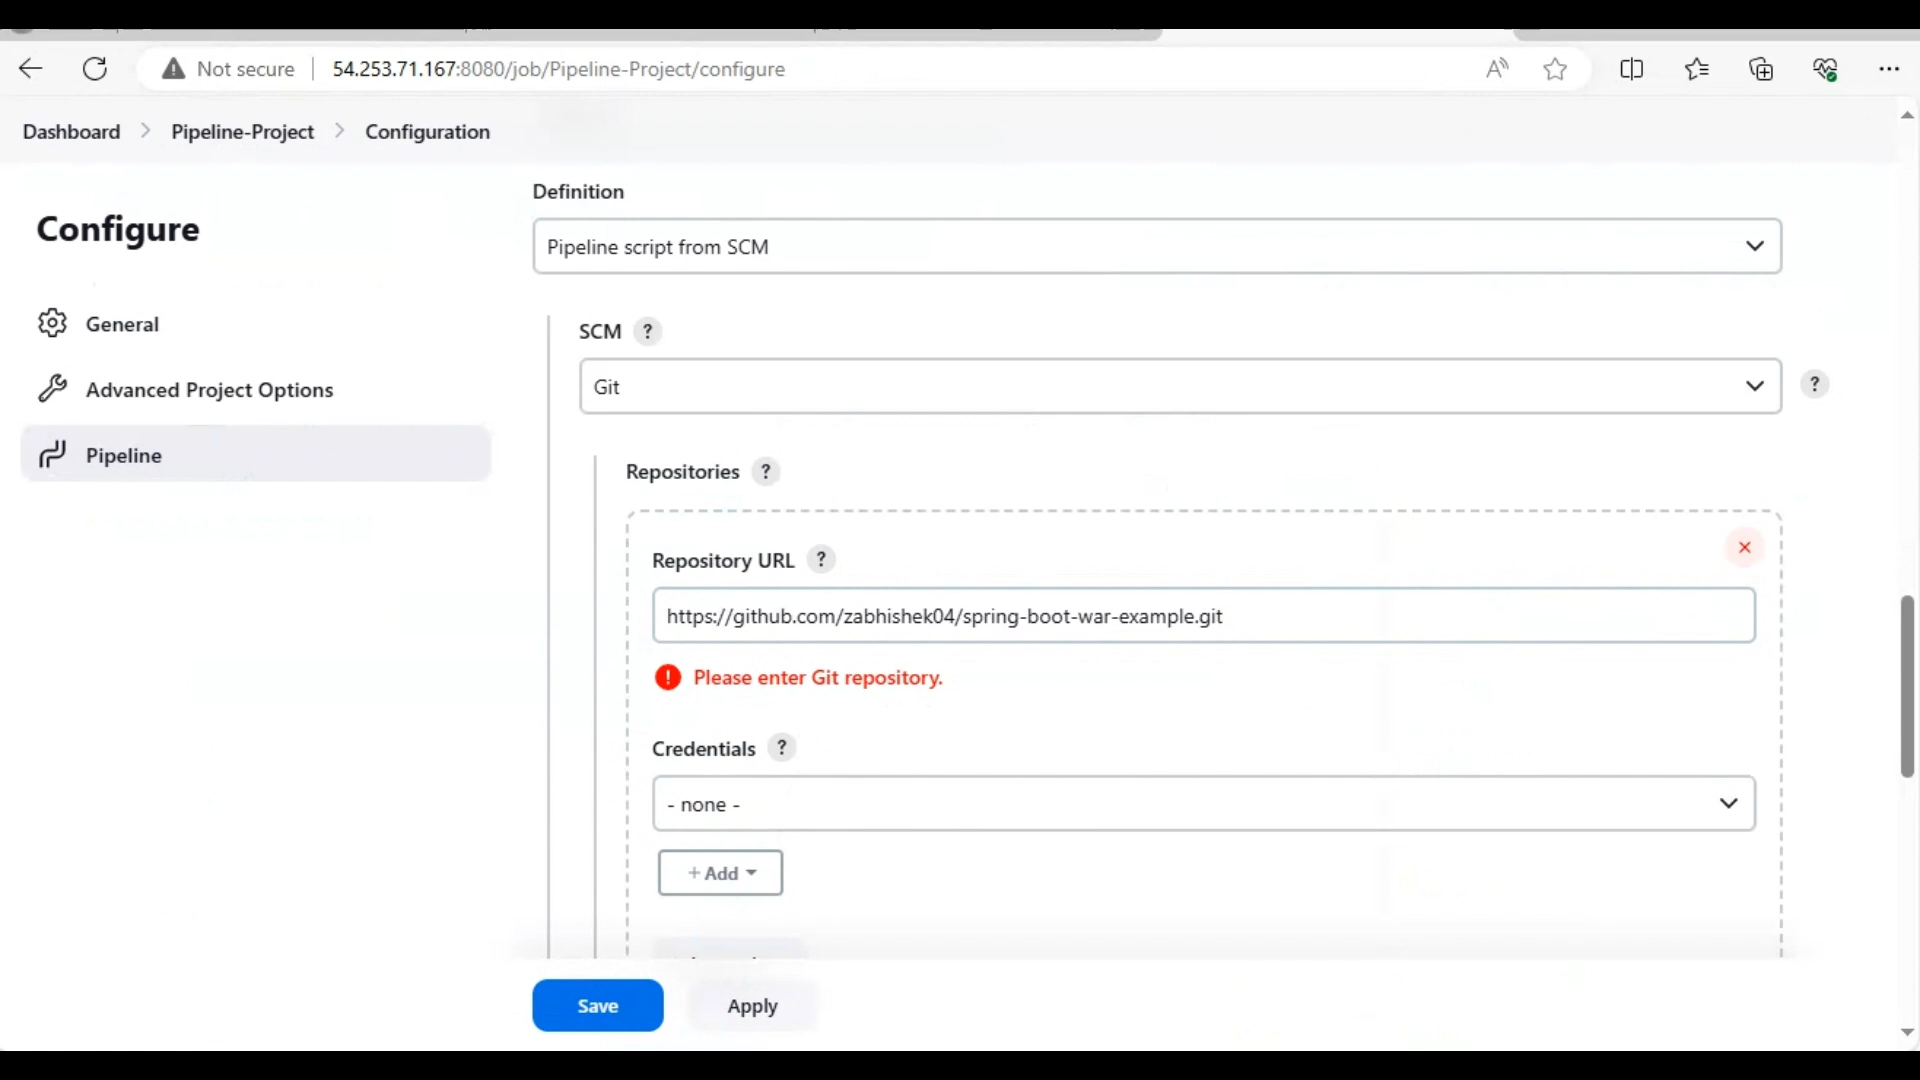 Not secure
54.253.71.167:8080/job/Pipeline-Project/configure
Dashboard > Pipeline-Project > Configuration
Configure
General
Advanced Project Options
Pipeline
Definition
Pipeline script from SCM
SCM ?
Git
?
Repositories ?
Repository URL ?
https://github.com/zabhishek04/spring-boot-war-example.git
Please enter Git repository.
Credentials ?
- none -
+ Add
Save
Apply